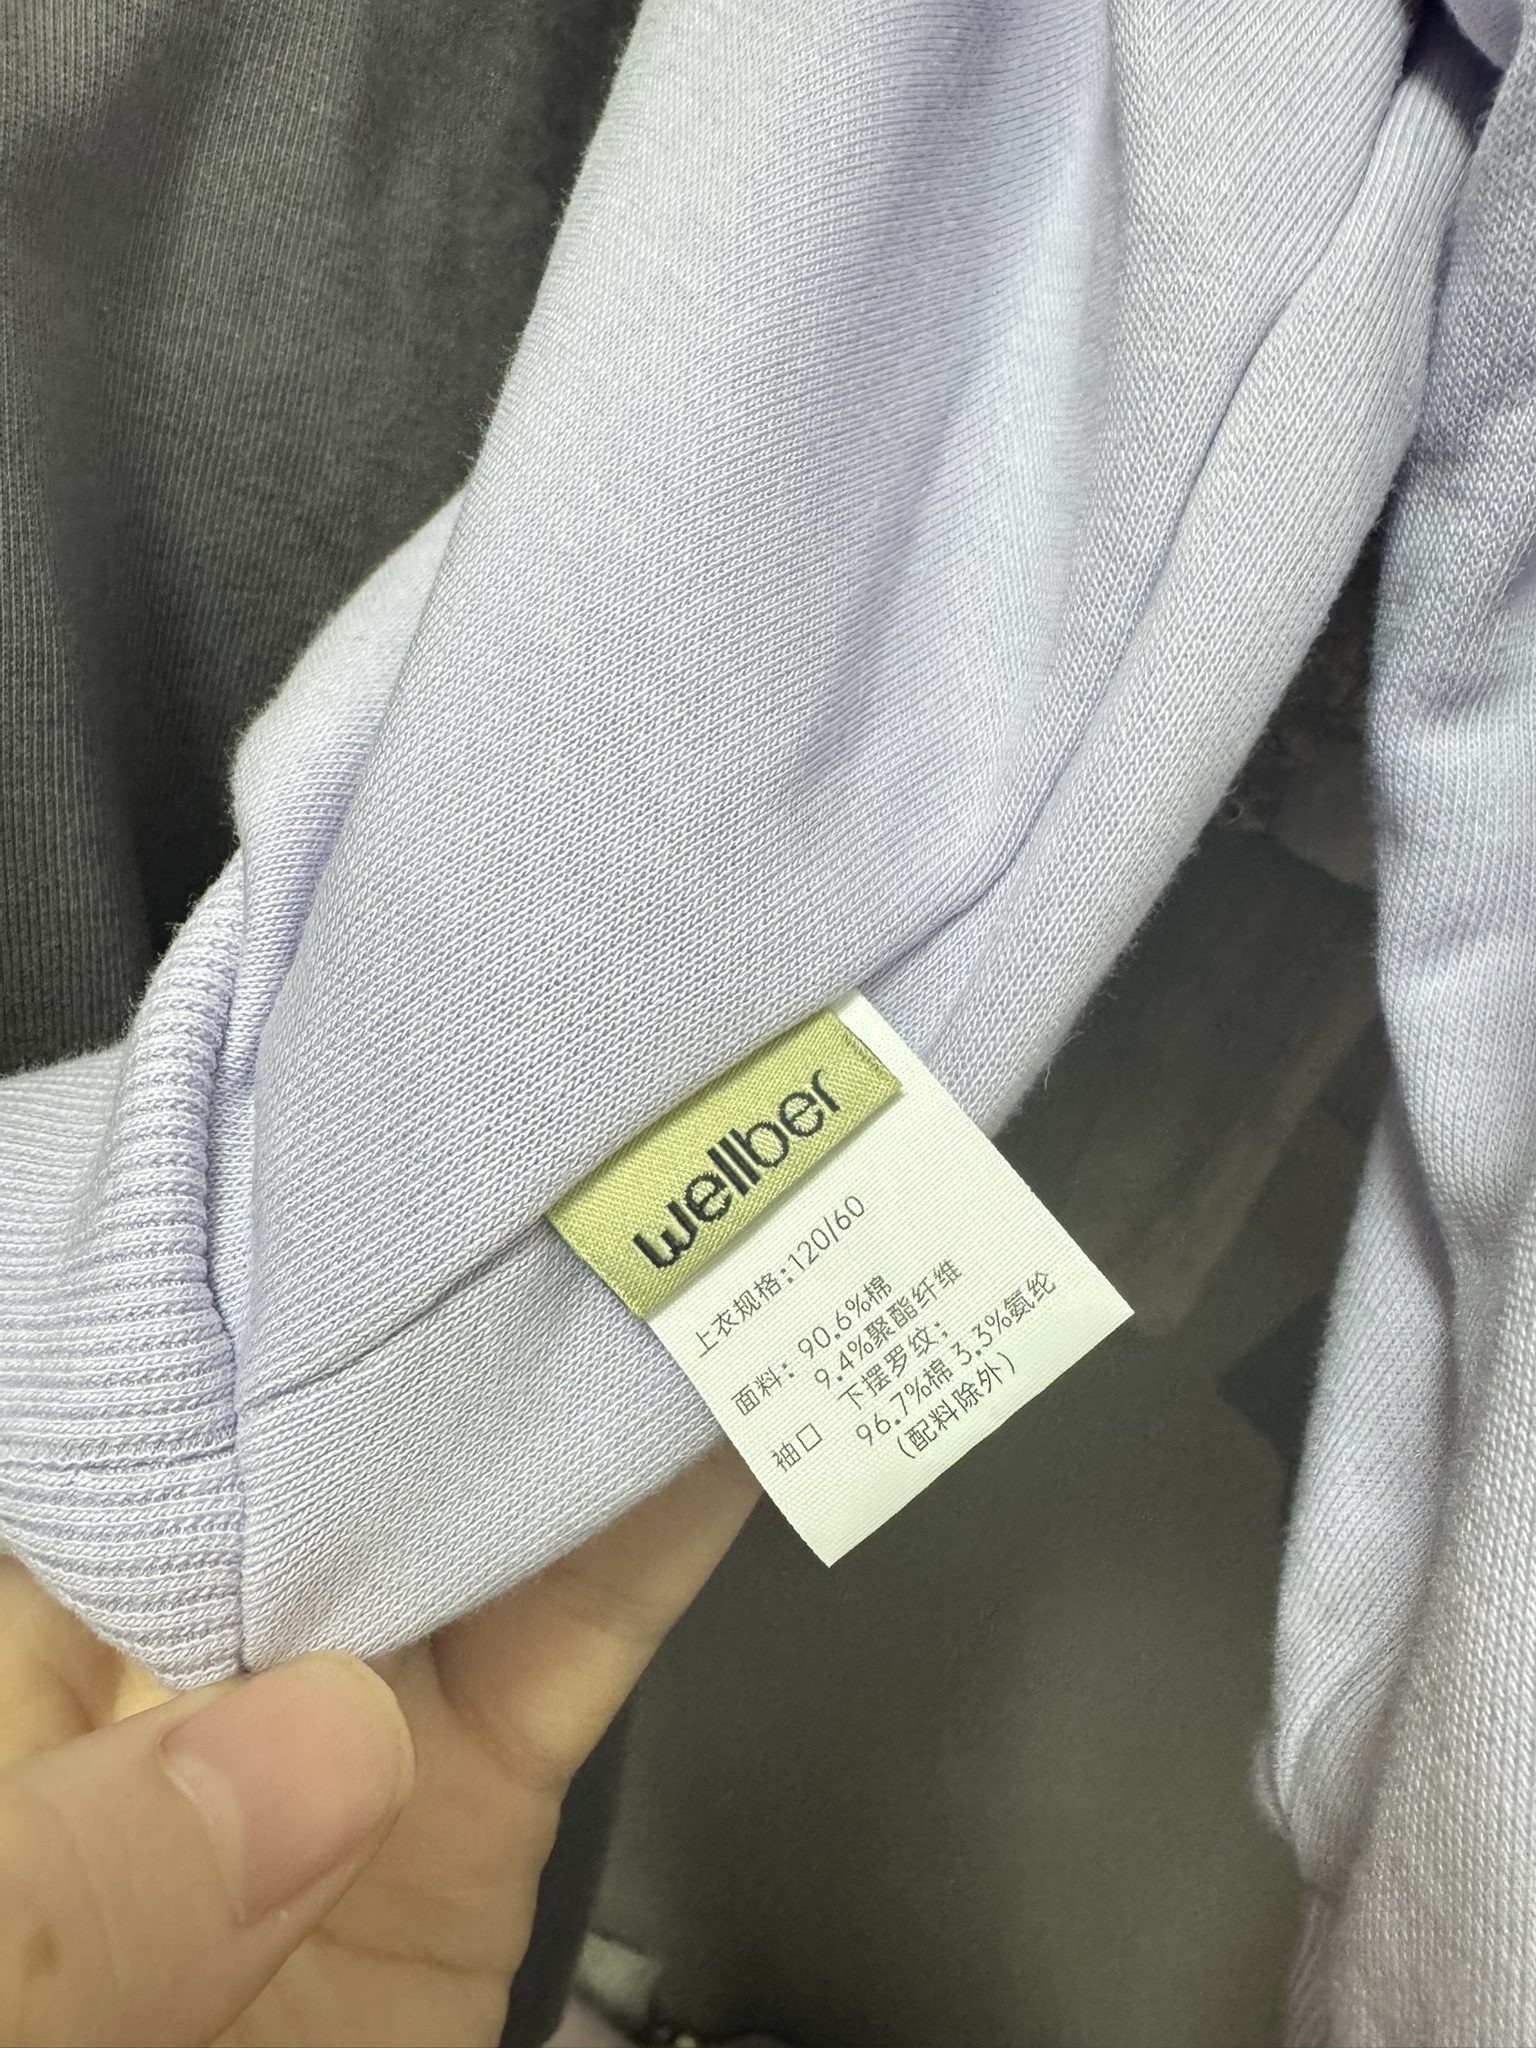 wellber
上衣规格:120/60
面料: 90.6%棉
9.4%聚酯纤维
下摆罗纹:
袖口 96.7%棉 3.3%氨纶
(配料除外)